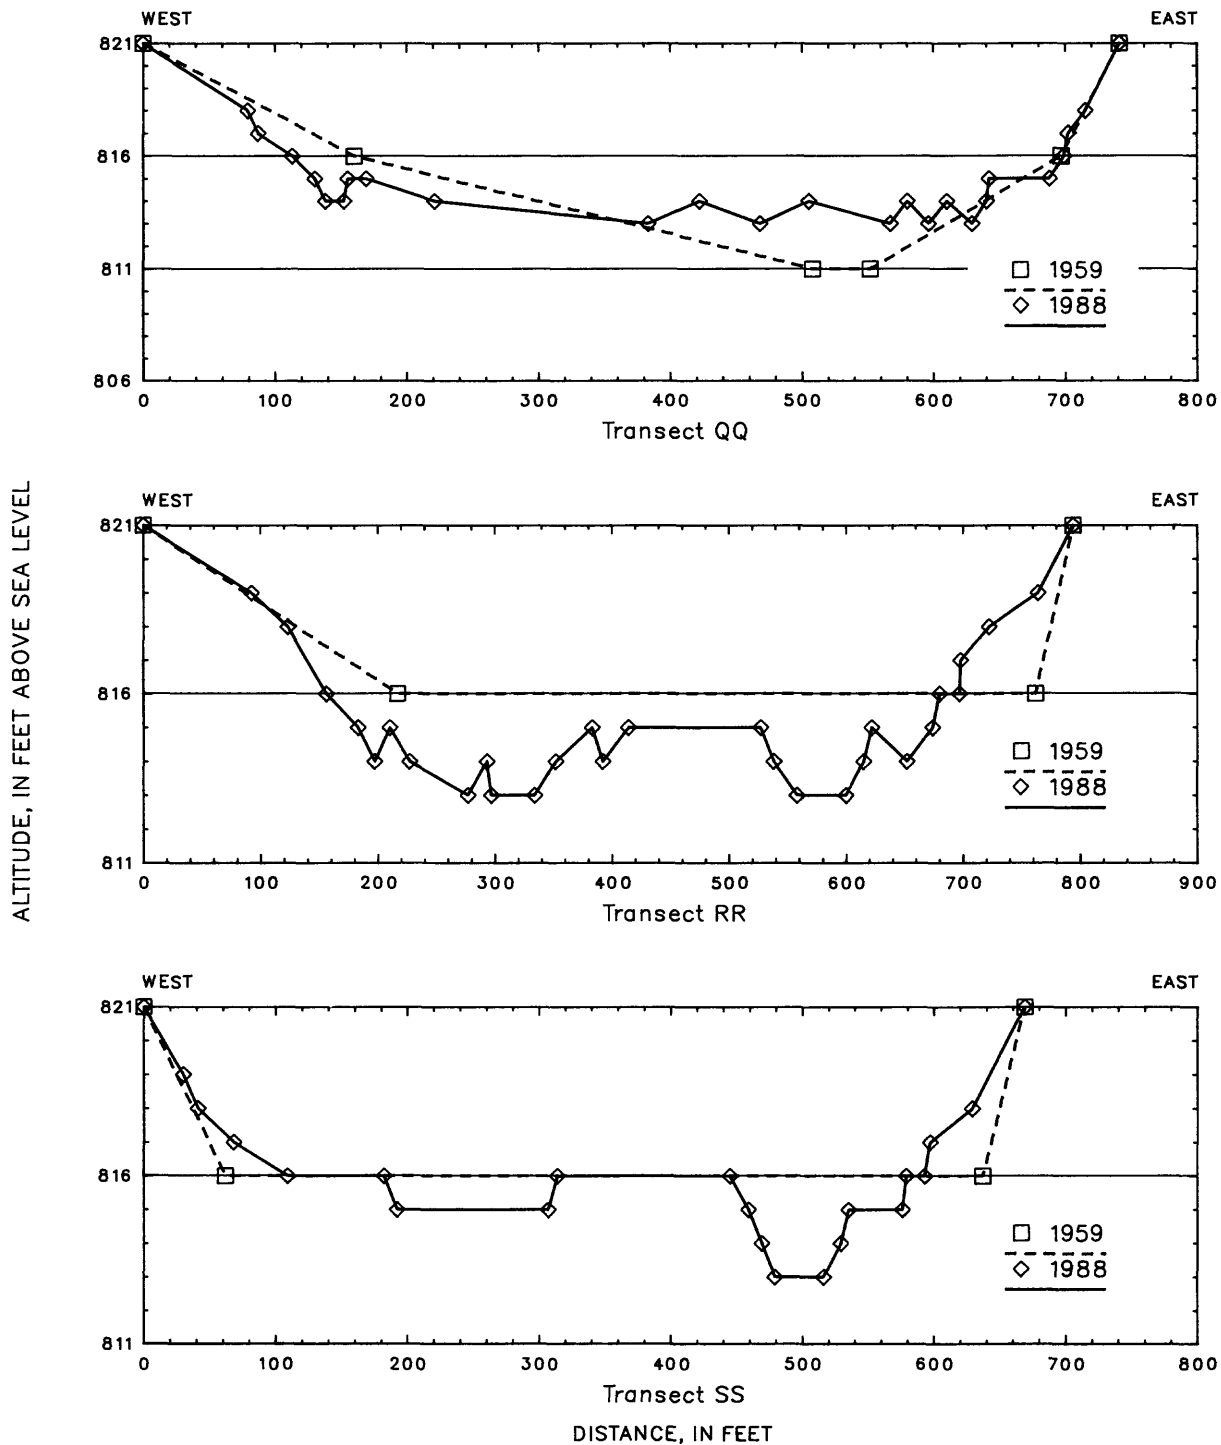 WEST EAST
821
816
811
806
0 100 200 300 400 500 600 700 800
Transect QQ
□ 1959
◇ 1988
WEST EAST
821
816
811
0 100 200 300 400 500 600 700 800 900
Transect RR
□ 1959
◇ 1988
WEST EAST
821
816
811
0 100 200 300 400 500 600 700 800
Transect SS
□ 1959
◇ 1988
DISTANCE, IN FEET
ALTITUDE, IN FEET ABOVE SEA LEVEL